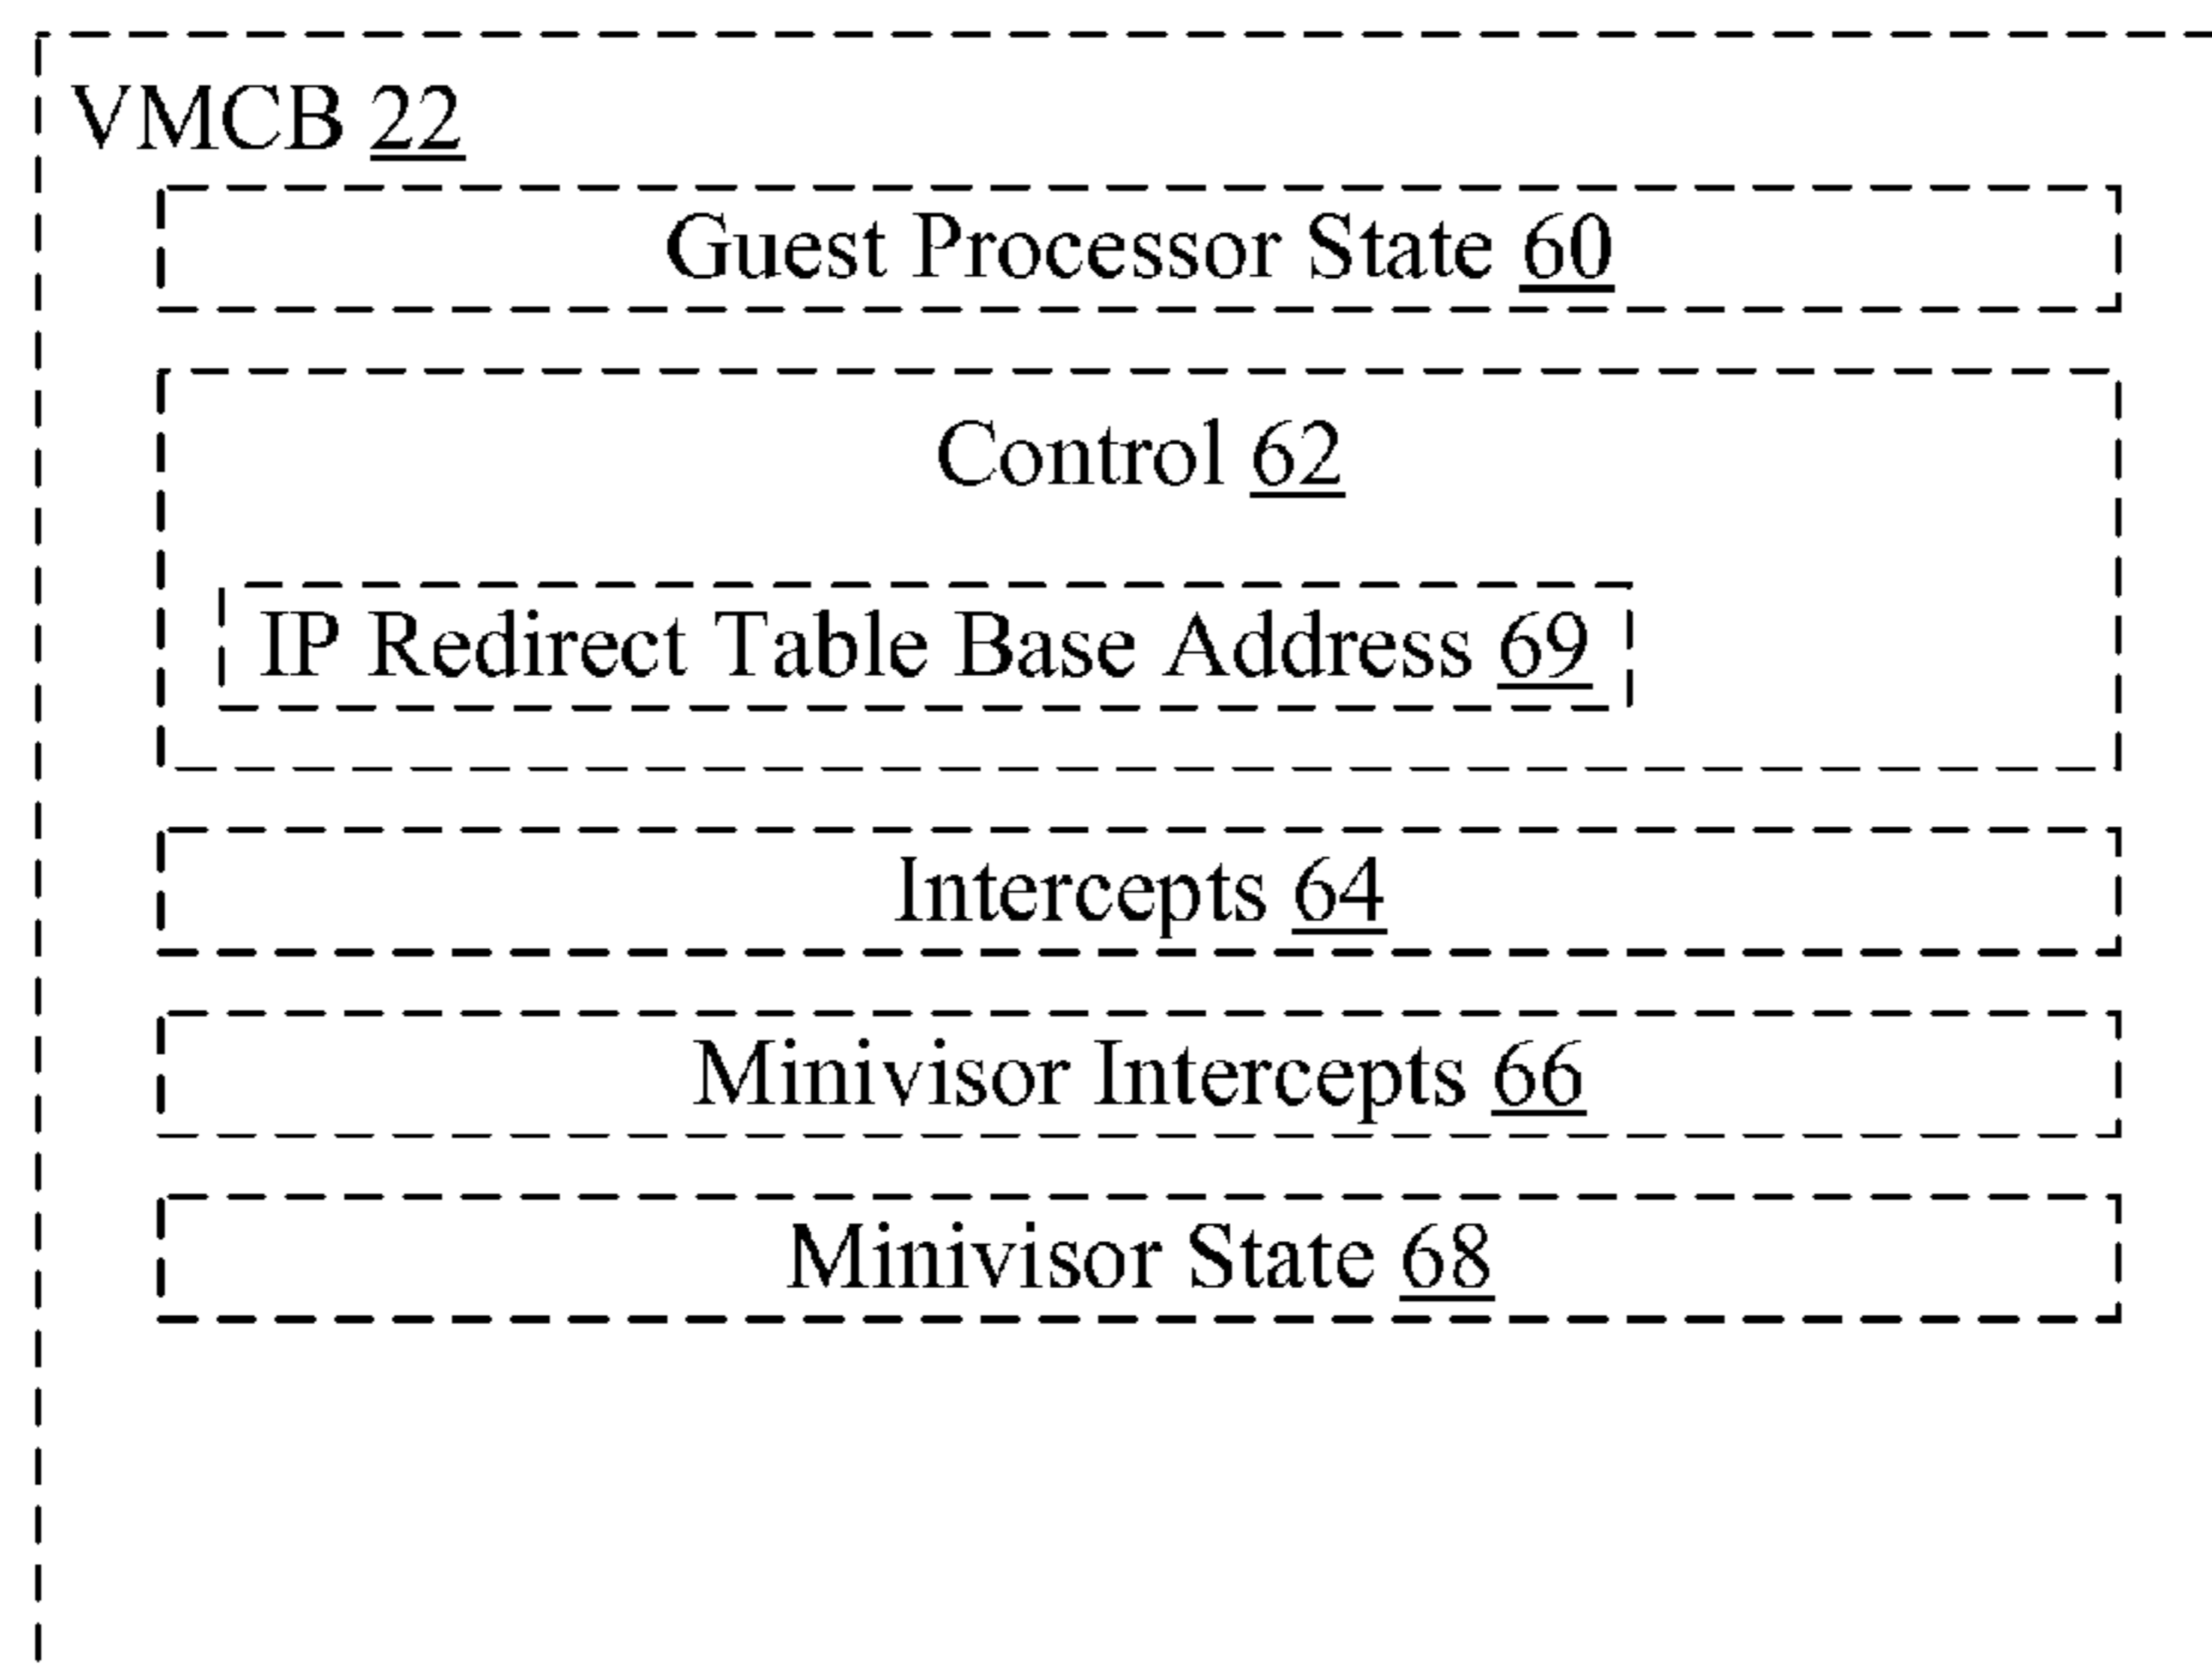 VMCB 22
Guest Processor State 60
Control 62
IP Redirect Table Base Address 69
Intercepts 64
Minivisor Intercepts 66
Minivisor State 68